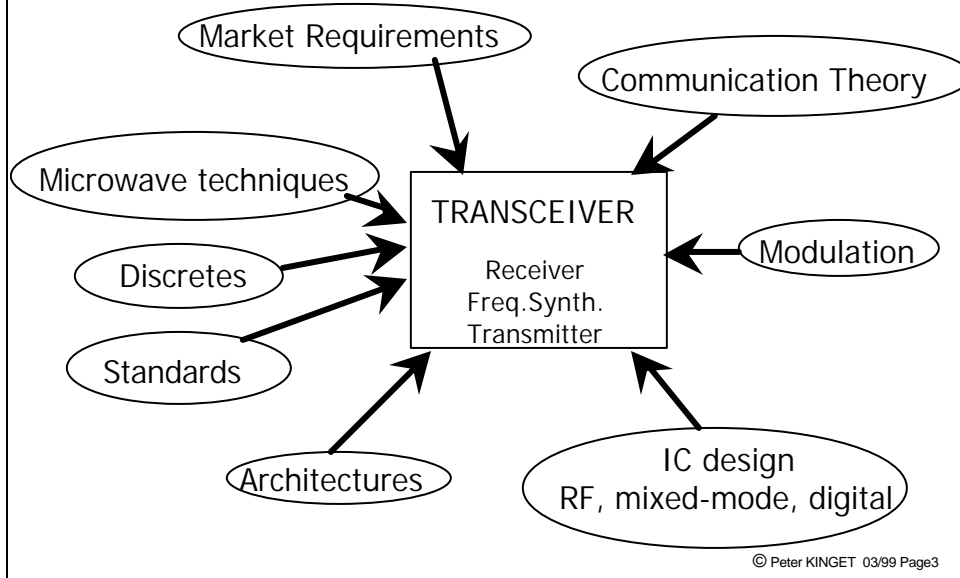 Market Requirements
Communication Theory
Microwave techniques
TRANSCEIVER
Receiver
Freq.Synth.
Transmitter
Modulation
Discretes
Standards
Architectures
IC design
RF, mixed-mode, digital
© Peter KINGET 03/99 Page3